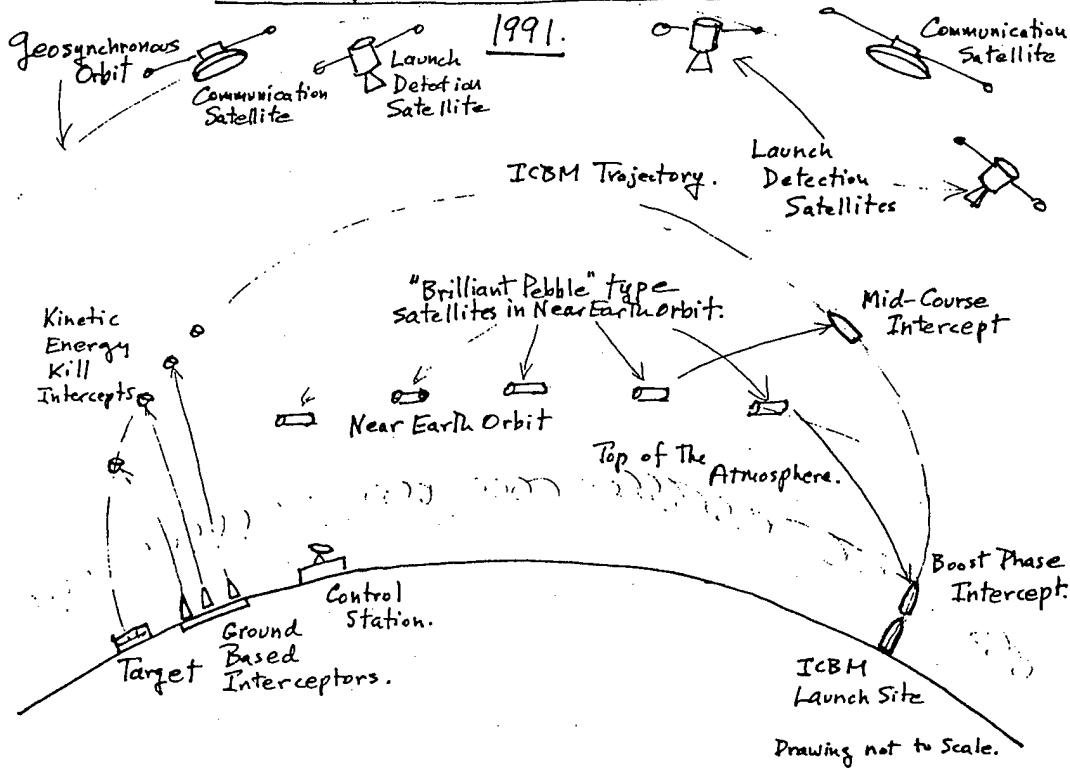 1991.
Geosynchronous
Orbit
Communication
Satellite
Launch
Detection
Satellite
Communication
Satellite
Launch
Detection
Satellites
ICBM Trajectory.
"Brilliant Pebble" type
satellites in Near Earth Orbit.
Mid-Course
Intercept
Kinetic
Energy
Kill
Intercepts
Near Earth Orbit
Top of The
Atmosphere.
Boost Phase
Intercept.
Control
Station.
Target
Ground
Based
Interceptors.
ICBM
Launch Site
Drawing not to Scale.